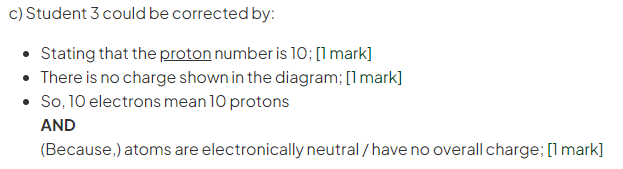 c) Student 3 could be corrected by:
• Stating that the proton number is 10; [1 mark]
• There is no charge shown in the diagram; [1 mark]
• So, 10 electrons mean 10 protons
AND
(Because,) atoms are electronically neutral / have no overall charge; [1 mark]